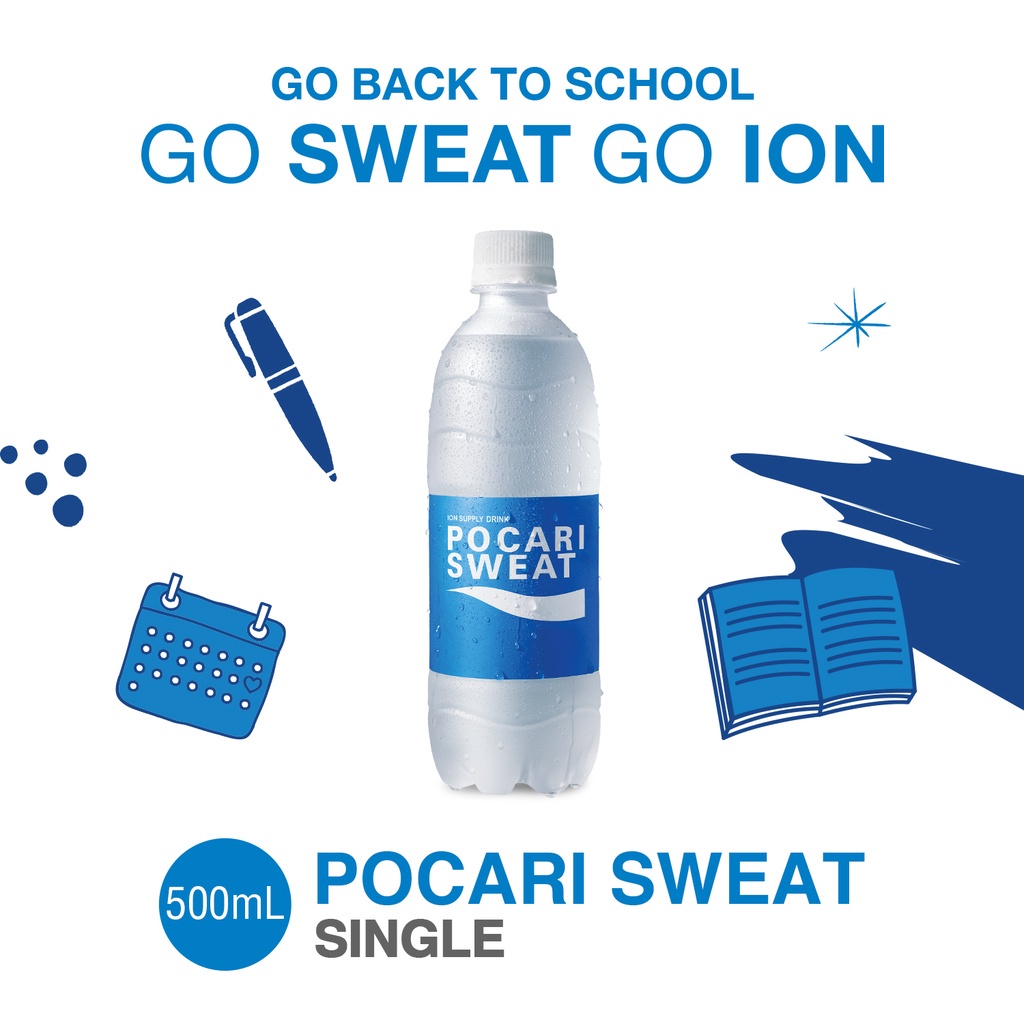 GO BACK TO SCHOOL
GO SWEAT GO ION
ION SUPPLY DRINK
POCARI
SWEAT
500mL
POCARI SWEAT
SINGLE